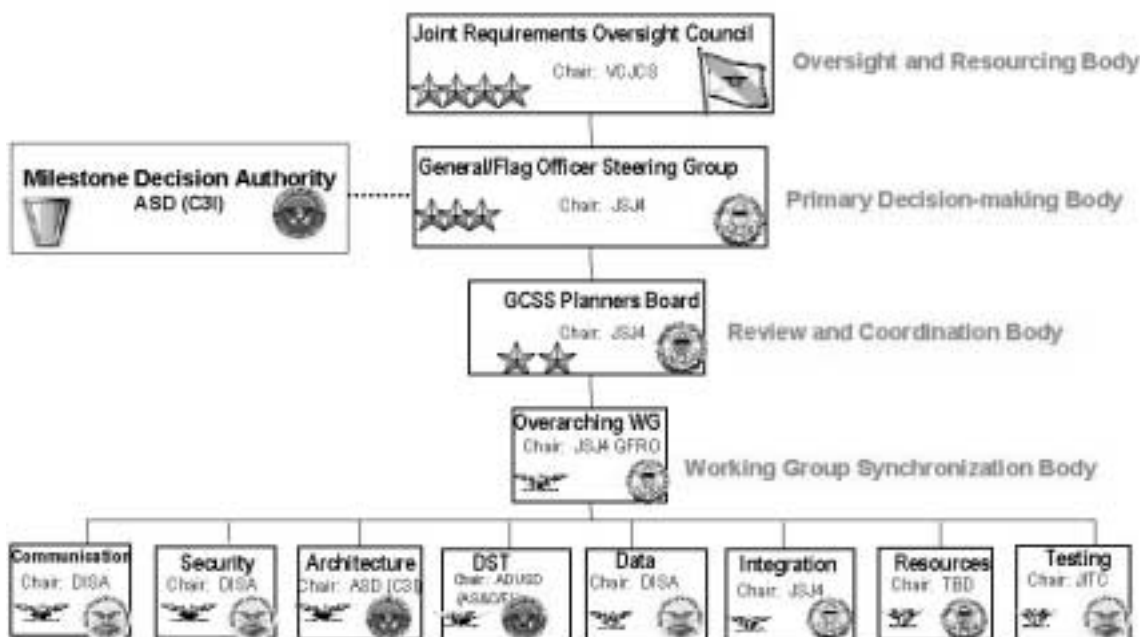 Joint Requirements Oversight Council
Chair: VCJCS
Oversight and Resourcing Body
Milestone Decision Authority
ASD (C3I)
General/Flag Officer Steering Group
Chair: JSJ4
Primary Decision-making Body
GCSS Planners Board
Chair: JSJ4
Review and Coordination Body
Overarching WG
Chair: JSJ4 GFRO
Working Group Synchronization Body
Communication
Chair: DISA
Security
Chair: DISA
Architecture
Chair: ASD (C3I)
DST
Chair: ADUSD
Data
Chair: DISA
Integration
Chair: JSJ4
Resources
Chair: TBD
Testing
Chair: JITC